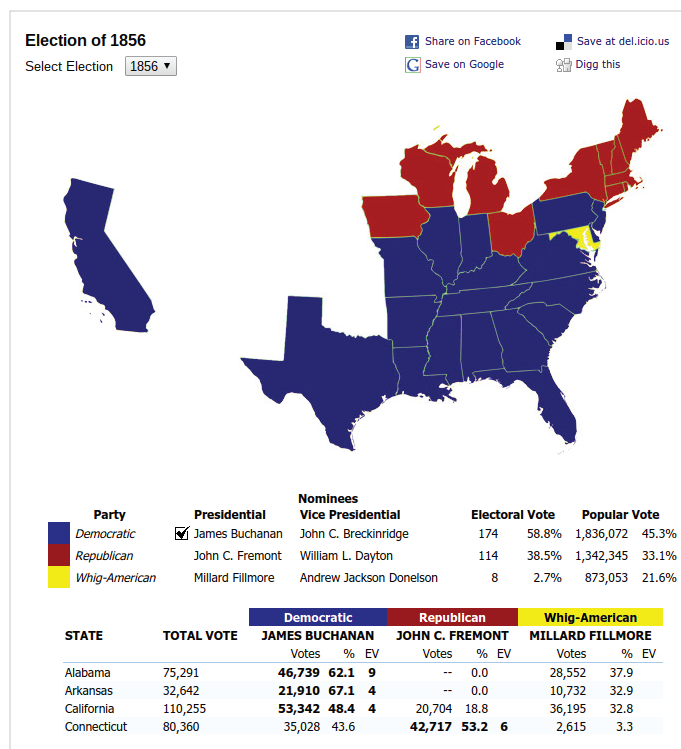 Election of 1856
Share on Facebook
Save at del.icio.us
Select Election 1856
Save on Google
Digg this
Nominees
Party Presidential Vice Presidential Electoral Vote Popular Vote
Democratic James Buchanan John C. Breckinridge 174 58.8% 1,836,072 45.3%
Republican John C. Fremont William L. Dayton 114 38.5% 1,342,345 33.1%
Whig-American Millard Fillmore Andrew Jackson Donelson 8 2.7% 873,053 21.6%
Democratic Republican Whig-American
STATE TOTAL VOTE JAMES BUCHANAN JOHN C. FREMONT MILLARD FILLMORE
Votes % EV Votes % EV Votes % EV
Alabama 75,291 46,739 62.1 9 -- 0.0 28,552 37.9
Arkansas 32,642 21,910 67.1 4 -- 0.0 10,732 32.9
California 110,255 53,342 48.4 4 20,704 18.8 36,195 32.8
Connecticut 80,360 35,028 43.6 42,717 53.2 6 2,615 3.3